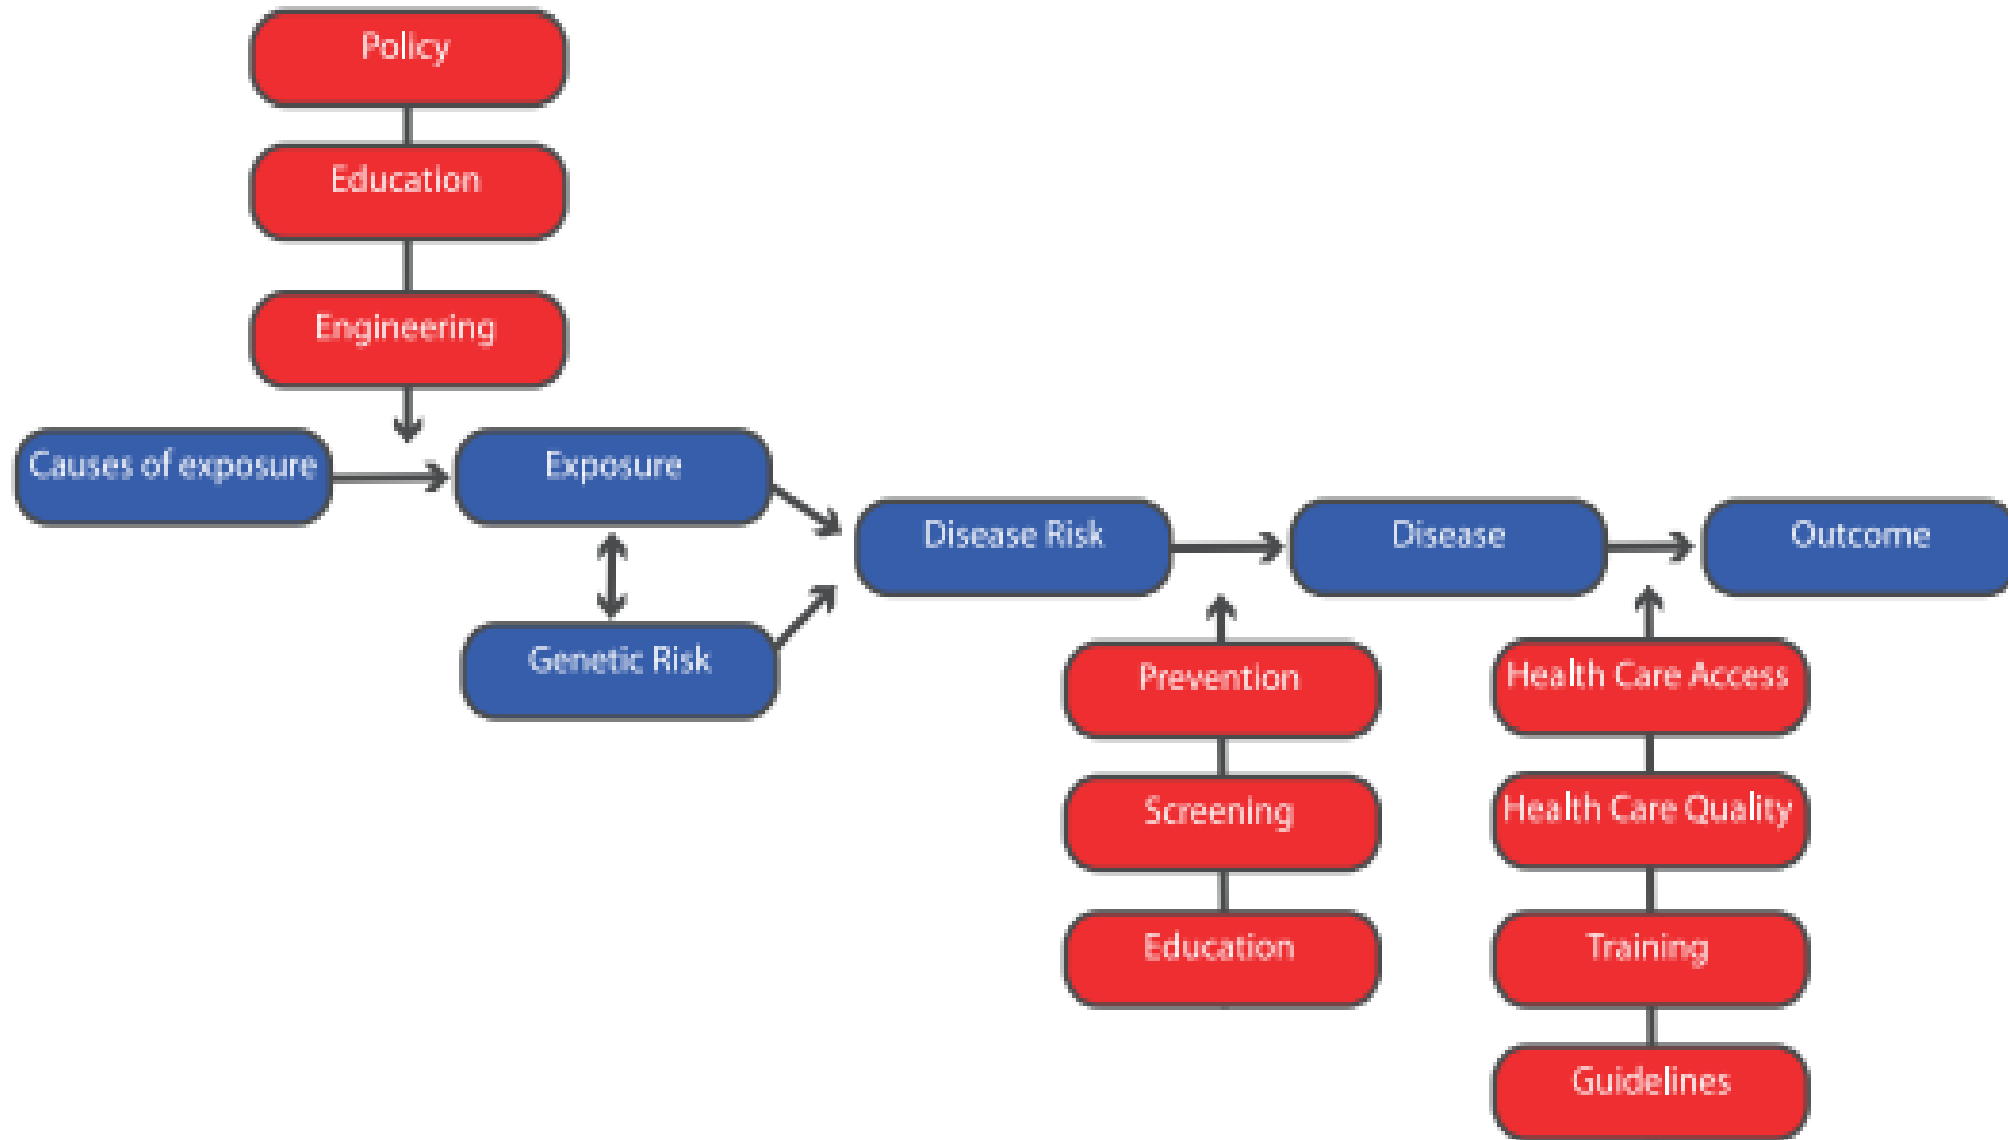 Policy
Education
Engineering
Causes of exposure
Exposure
Genetic Risk
Disease Risk
Disease
Outcome
Prevention
Screening
Education
Health Care Access
Health Care Quality
Training
Guidelines